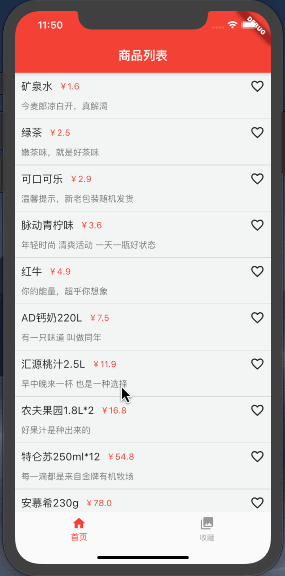 11:50
DEBUG
商品列表
矿泉水 ￥1.6
今麦郎凉白开，真解渴
绿茶 ￥2.5
嫩茶味，就是好茶味
可口可乐 ￥2.9
温馨提示，新老包装随机发货
脉动青柠味 ￥3.6
年轻时尚 清爽活动 一天一瓶好状态
红牛 ￥4.9
你的能量，超乎你想象
AD钙奶220L ￥7.5
有一只味道 叫做同年
汇源桃汁2.5L ￥11.9
早中晚来一杯 也是一种选择
农夫果园1.8L*2 ￥16.8
好果汁是种出来的
特仑苏250ml*12 ￥54.8
每一滴都是来自金牌有机牧场
安慕希230g ￥78.0
首页 收藏